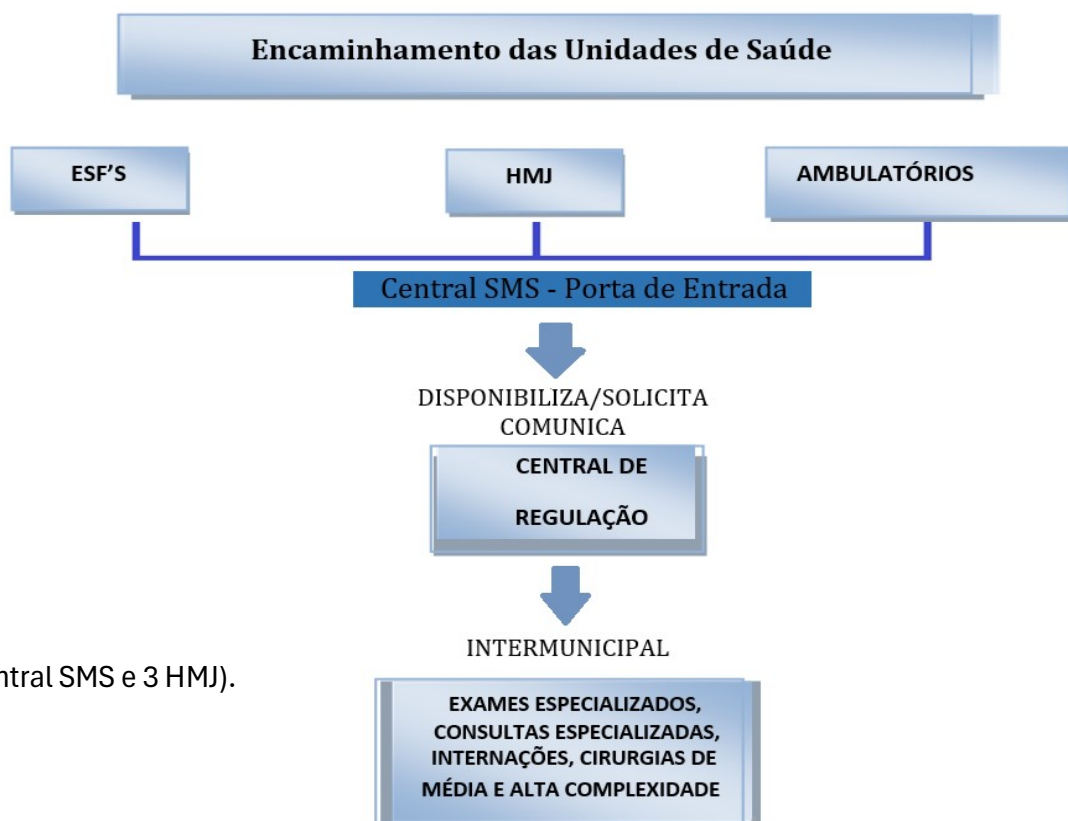 Encaminhamento das Unidades de Saúde
ESF’S
HMJ
AMBULATÓRIOS
Central SMS - Porta de Entrada
DISPONIBILIZA/SOLICITA
COMUNICA
CENTRAL DE
REGULAÇÃO
INTERMUNICIPAL
ntral SMS e 3 HMJ).
EXAMES ESPECIALIZADOS,
CONSULTAS ESPECIALIZADAS,
INTERNAÇÕES, CIRURGIAS DE
MÉDIA E ALTA COMPLEXIDADE